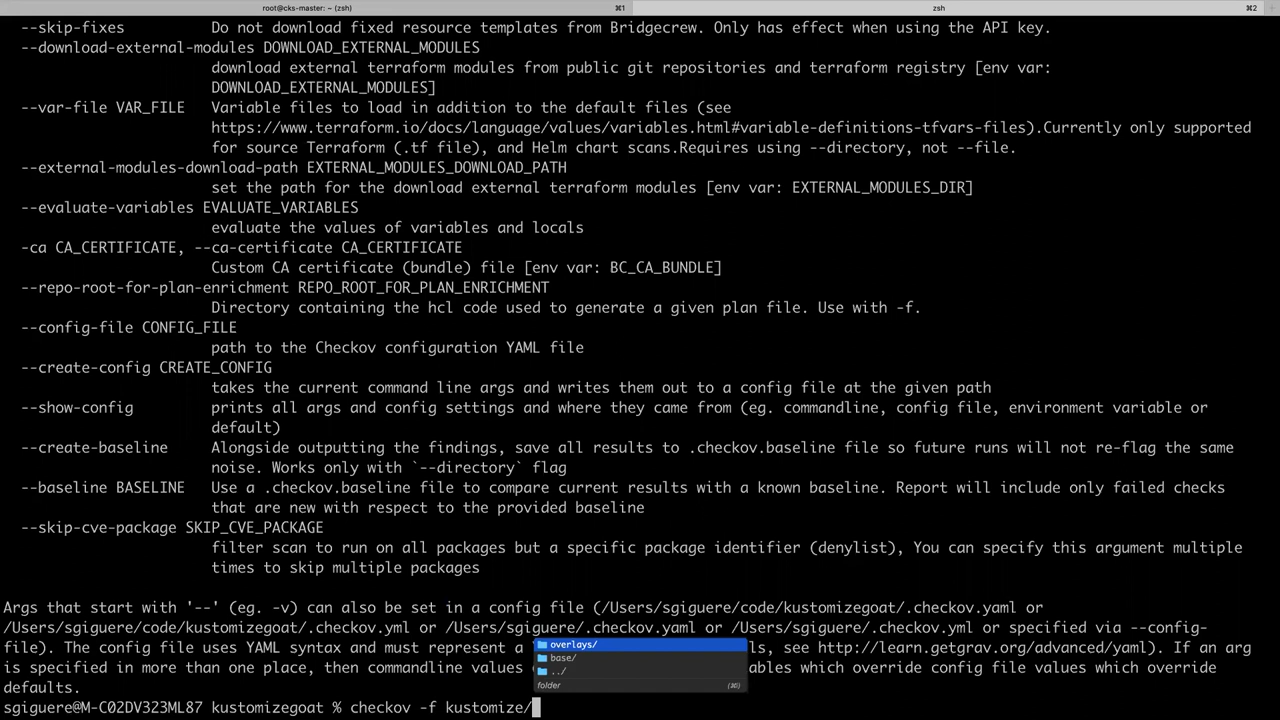 root@cks-master: ~ (zsh) ⌘1 zsh ⌘2
--skip-fixes Do not download fixed resource templates from Bridgecrew. Only has effect when using the API key.
--download-external-modules DOWNLOAD_EXTERNAL_MODULES
download external terraform modules from public git repositories and terraform registry [env var:
DOWNLOAD_EXTERNAL_MODULES]
--var-file VAR_FILE Variable files to load in addition to the default files (see
https://www.terraform.io/docs/language/values/variables.html#variable-definitions-tfvars-files).Currently only supported
for source Terraform (.tf file), and Helm chart scans.Requires using --directory, not --file.
--external-modules-download-path EXTERNAL_MODULES_DOWNLOAD_PATH
set the path for the download external terraform modules [env var: EXTERNAL_MODULES_DIR]
--evaluate-variables EVALUATE_VARIABLES
evaluate the values of variables and locals
-ca CA_CERTIFICATE, --ca-certificate CA_CERTIFICATE
Custom CA certificate (bundle) file [env var: BC_CA_BUNDLE]
--repo-root-for-plan-enrichment REPO_ROOT_FOR_PLAN_ENRICHMENT
Directory containing the hcl code used to generate a given plan file. Use with -f.
--config-file CONFIG_FILE
path to the Checkov configuration YAML file
--create-config CREATE_CONFIG
takes the current command line args and writes them out to a config file at the given path
--show-config prints all args and config settings and where they came from (eg. commandline, config file, environment variable or
default)
--create-baseline Alongside outputting the findings, save all results to .checkov.baseline file so future runs will not re-flag the same
noise. Works only with `--directory` flag
--baseline BASELINE Use a .checkov.baseline file to compare current results with a known baseline. Report will include only failed checks
that are new with respect to the provided baseline
--skip-cve-package SKIP_CVE_PACKAGE
filter scan to run on all packages but a specific package identifier (denylist), You can specify this argument multiple
times to skip multiple packages
Args that start with '--' (eg. -v) can also be set in a config file (/Users/sgiguere/code/kustomizegoat/.checkov.yaml or
/Users/sgiguere/code/kustomizegoat/.checkov.yml or /Users/sgiguere/.checkov.yaml or /Users/sgiguere/.checkov.yml or specified via --config-
file). The config file uses YAML syntax and must represent a overlays/ ls, see http://learn.getgrav.org/advanced/yaml). If an arg
is specified in more than one place, then commandline values base/ ables which override config file values which override
defaults. ../
folder (⌘I)
sgiguere@M-C02DV323ML87 kustomizegoat % checkov -f kustomize/